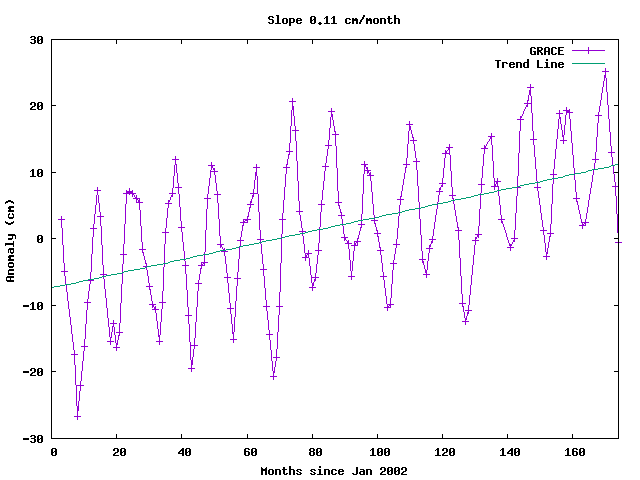 Slope 0.11 cm/month
GRACE
Trend Line
30
20
10
0
-10
-20
-30
Anomaly (cm)
0 20 40 60 80 100 120 140 160
Months since Jan 2002